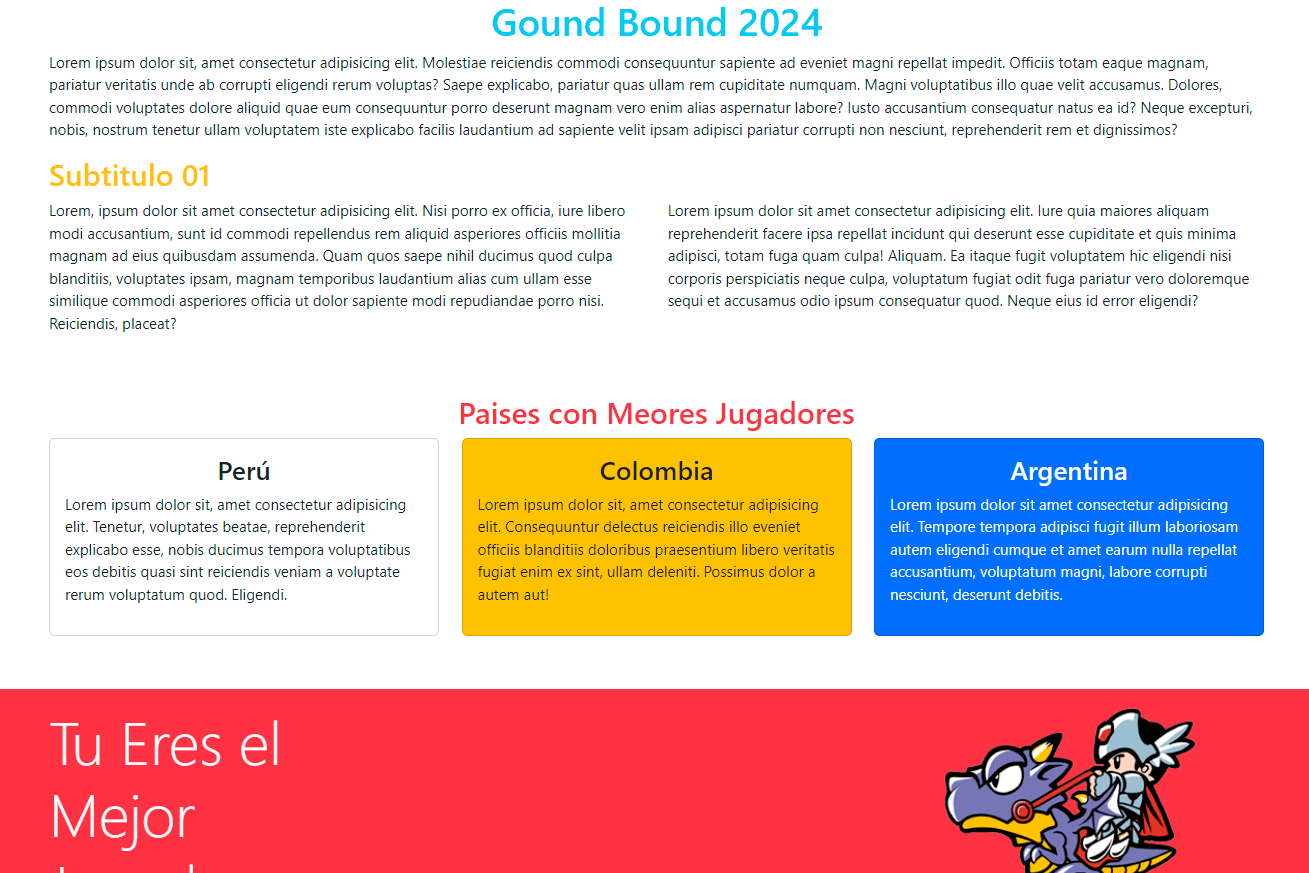 Gound Bound 2024
Lorem ipsum dolor sit, amet consectetur adipisicing elit. Molestiae reiciendis commodi consequuntur sapiente ad eveniet magni repellat impedit. Officiis totam eaque magnam,
pariatur veritatis unde ab corrupti eligendi rerum voluptas? Saepe explicabo, pariatur quas ullam rem cupiditate numquam. Magni voluptatibus illo quae velit accusamus. Dolores,
commodi voluptates dolore aliquid quae eum consequuntur porro deserunt magnam vero enim alias aspernatur labore? Iusto accusantium consequatur natus ea id? Neque excepturi,
nobis, nostrum tenetur ullam voluptatem iste explicabo facilis laudantium ad sapiente velit ipsam adipisci pariatur corrupti non nesciunt, reprehenderit rem et dignissimos?
Subtitulo 01
Lorem, ipsum dolor sit amet consectetur adipisicing elit. Nisi porro ex officia, iure libero
modi accusantium, sunt id commodi repellendus rem aliquid asperiores officiis mollitia
magnam ad eius quibusdam assumenda. Quam quos saepe nihil ducimus quod culpa
blanditiis, voluptates ipsam, magnam temporibus laudantium alias cum ullam esse
similique commodi asperiores officia ut dolor sapiente modi repudiandae porro nisi.
Reiciendis, placeat?
Lorem ipsum dolor sit amet consectetur adipisicing elit. Iure quia maiores aliquam
reprehenderit facere ipsa repellat incidunt qui deserunt esse cupiditate et quis minima
adipisci, totam fuga quam culpa! Aliquam. Ea itaque fugit voluptatem hic eligendi nisi
corporis perspiciatis neque culpa, voluptatum fugiat odit fuga pariatur vero doloremque
sequi et accusamus odio ipsum consequatur quod. Neque eius id error eligendi?
Paises con Meores Jugadores
Perú
Lorem ipsum dolor sit, amet consectetur adipisicing
elit. Tenetur, voluptates beatae, reprehenderit
explicabo esse, nobis ducimus tempora voluptatibus
eos debitis quasi sint reiciendis veniam a voluptate
rerum voluptatum quod. Eligendi.
Colombia
Lorem ipsum dolor sit, amet consectetur adipisicing
elit. Consequuntur delectus reiciendis illo eveniet
officiis blanditiis doloribus praesentium libero veritatis
fugiat enim ex sint, ullam deleniti. Possimus dolor a
autem aut!
Argentina
Lorem ipsum dolor sit, amet consectetur adipisicing
elit. Tempore tempora adipisci fugit illum laboriosam
autem eligendi cumque et amet earum nulla repellat
accusantium, voluptatum magni, labore corrupti
nesciunt, deserunt debitis.
Tu Eres el
Mejor